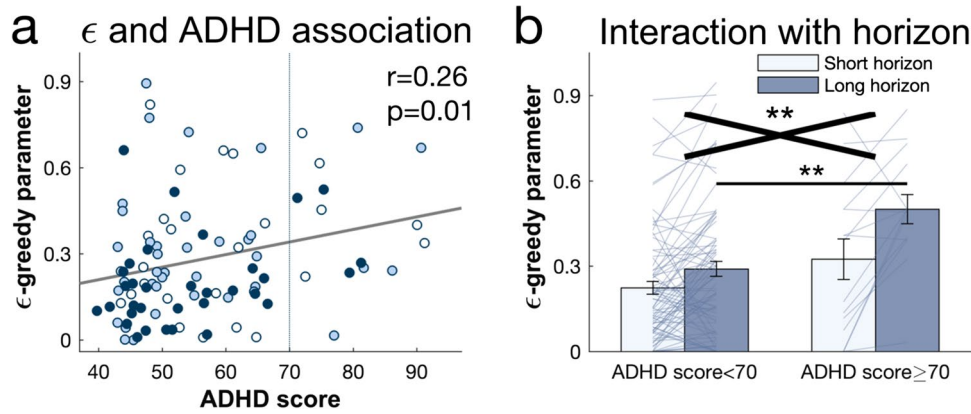 a
ϵ and ADHD association
r=0.26
p=0.01
ϵ-greedy parameter
0.9
0.6
0.3
0
40 50 60 70 80 90
ADHD score
b
Interaction with horizon
Short horizon
Long horizon
**
**
ϵ-greedy parameter
0.9
0.6
0.3
0
ADHD score<70 ADHD score≥70